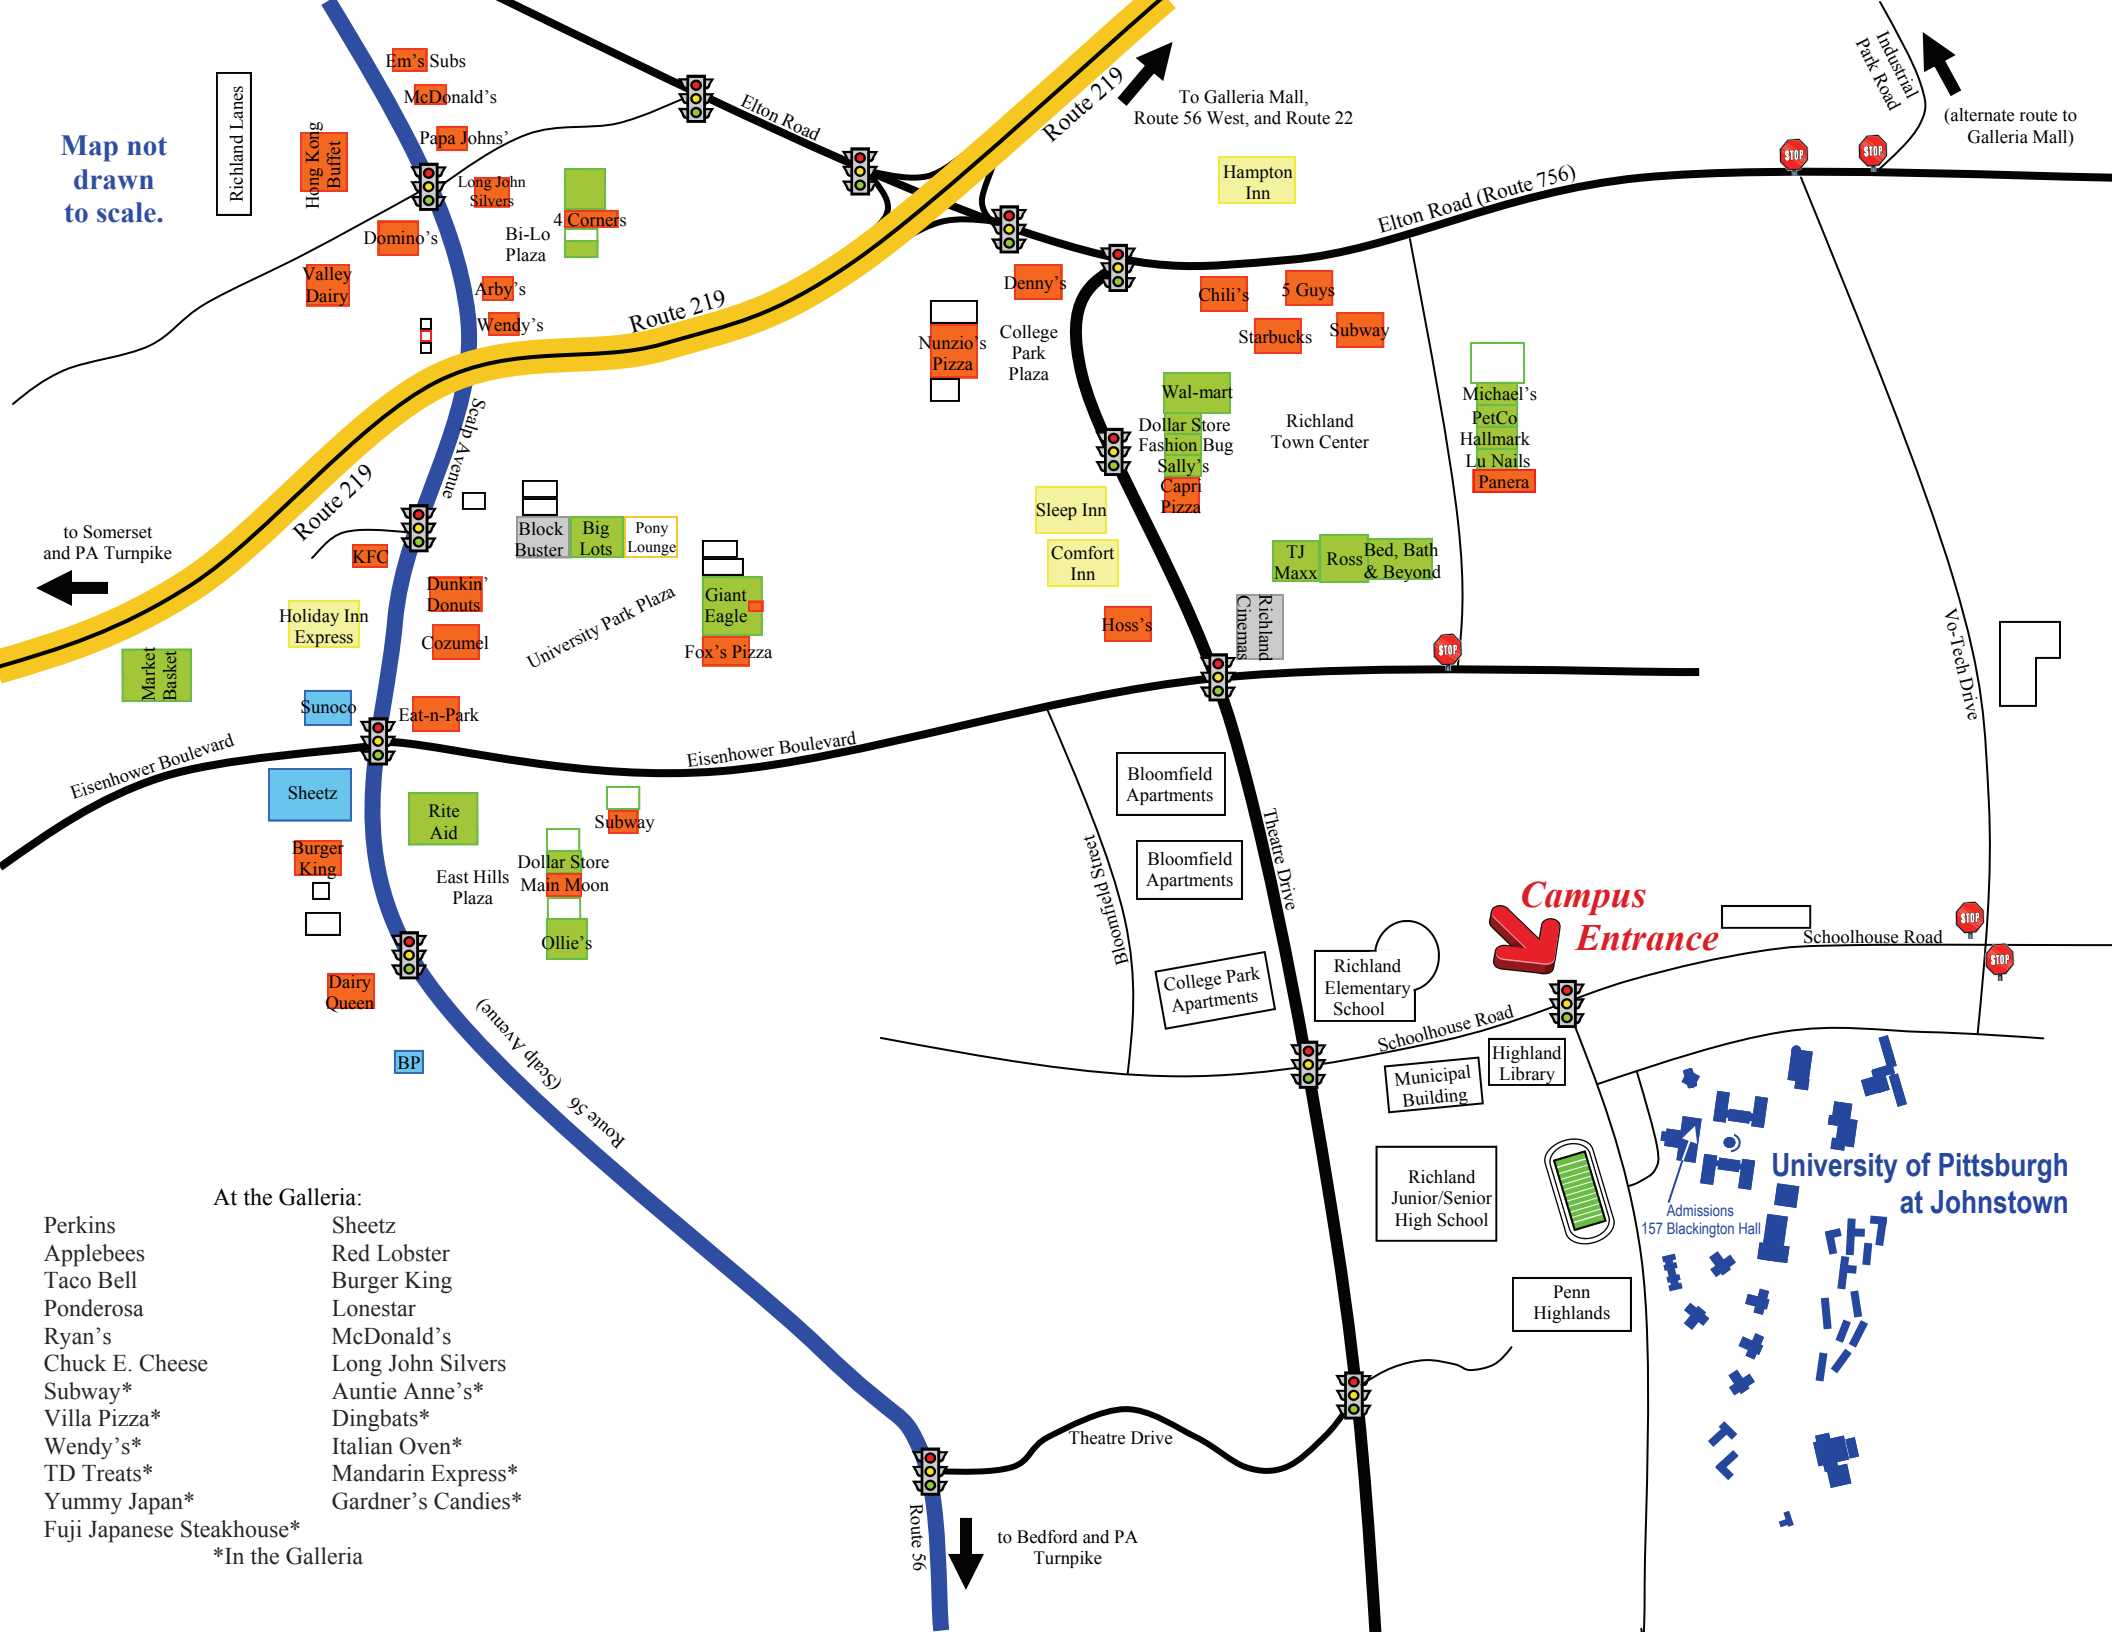 Map not
drawn
to scale.
Richland Lanes
Hong Kong
Buffet
Em's Subs
McDonald's
Papa Johns'
Long John
Silvers
4 Corners
Bi-Lo
Plaza
Domino's
Valley
Dairy
Arby's
Wendy's
Elton Road
Route 219
To Galleria Mall,
Route 56 West, and Route 22
Hampton
Inn
Elton Road (Route 756)
Industrial
Park Road
(alternate route to
Galleria Mall)
STOP
STOP
Route 219
Denny's
Nunzio's
Pizza
College
Park
Plaza
Chili's
5 Guys
Starbucks
Subway
Wal-mart
Dollar Store
Fashion Bug
Sally's
Capri
Pizza
Richland
Town Center
Michael's
PetCo
Hallmark
Lu Nails
Panera
Scalp Avenue
Route 219
to Somerset
and PA Turnpike
KFC
Block
Buster
Big
Lots
Pony
Lounge
Dunkin'
Donuts
Holiday Inn
Express
Cozumel
University Park Plaza
Giant
Eagle
Fox's Pizza
Sleep Inn
Comfort
Inn
Hoss's
TJ
Maxx
Ross
Bed, Bath
& Beyond
Richland
Cinemas
STOP
Vo-Tech Drive
Market
Basket
Sunoco
Eat-n-Park
Eisenhower Boulevard
Eisenhower Boulevard
Sheetz
Rite
Aid
Burger
King
Subway
East Hills
Plaza
Dollar Store
Main Moon
Ollie's
Dairy
Queen
BP
Route 56 (Scalp Avenue)
Bloomfield
Apartments
Bloomfield
Apartments
Bloomfield Street
Theatre Drive
College Park
Apartments
Richland
Elementary
School
Campus
Entrance
Schoolhouse Road
STOP
STOP
Schoolhouse Road
Highland
Library
Municipal
Building
Richland
Junior/Senior
High School
Penn
Highlands
University of Pittsburgh
at Johnstown
Admissions
157 Blackington Hall
Theatre Drive
Route 56
to Bedford and PA
Turnpike
At the Galleria:
Perkins
Applebees
Taco Bell
Ponderosa
Ryan's
Chuck E. Cheese
Subway*
Villa Pizza*
Wendy's*
TD Treats*
Yummy Japan*
Fuji Japanese Steakhouse*
Sheetz
Red Lobster
Burger King
Lonestar
McDonald's
Long John Silvers
Auntie Anne's*
Dingbats*
Italian Oven*
Mandarin Express*
Gardner's Candies*
*In the Galleria